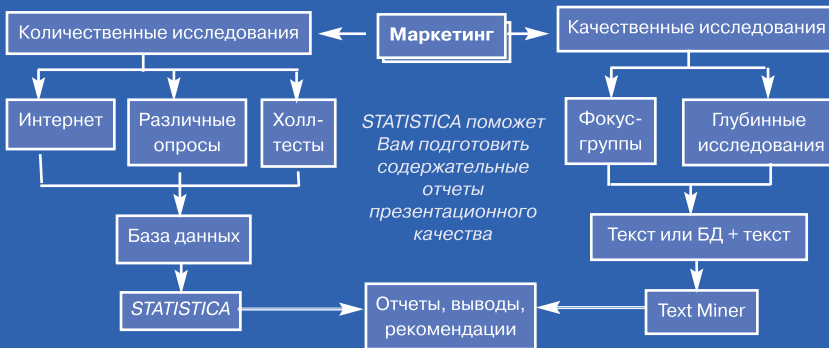 Количественные исследования
Маркетинг
Качественные исследования
Интернет
Различные
опросы
Холл-
тесты
STATISTICA поможет
Вам подготовить
содержательные
отчеты
презентационного
качества
Фокус-
группы
Глубинные
исследования
База данных
Текст или БД + текст
STATISTICA
Отчеты, выводы,
рекомендации
Text Miner